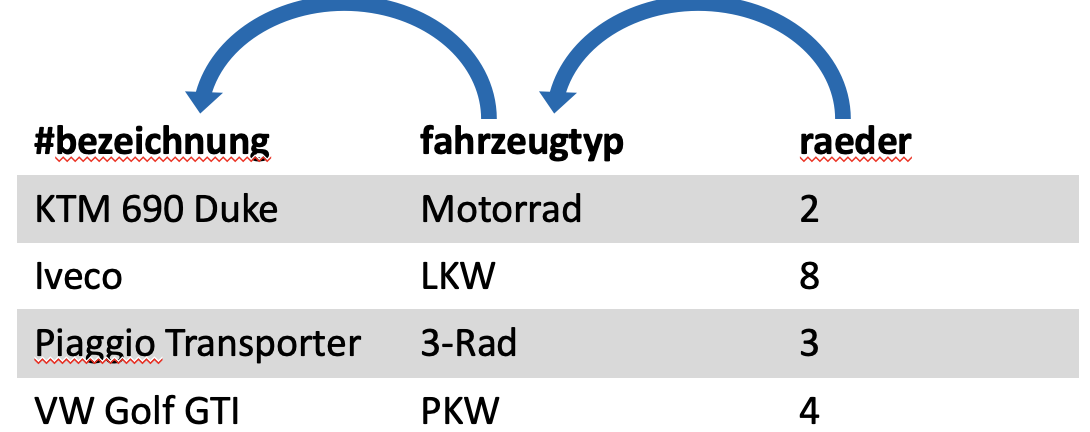 #bezeichnung fahrzeugtyp raeder
KTM 690 Duke Motorrad 2
Iveco LKW 8
Piaggio Transporter 3-Rad 3
VW Golf GTI PKW 4